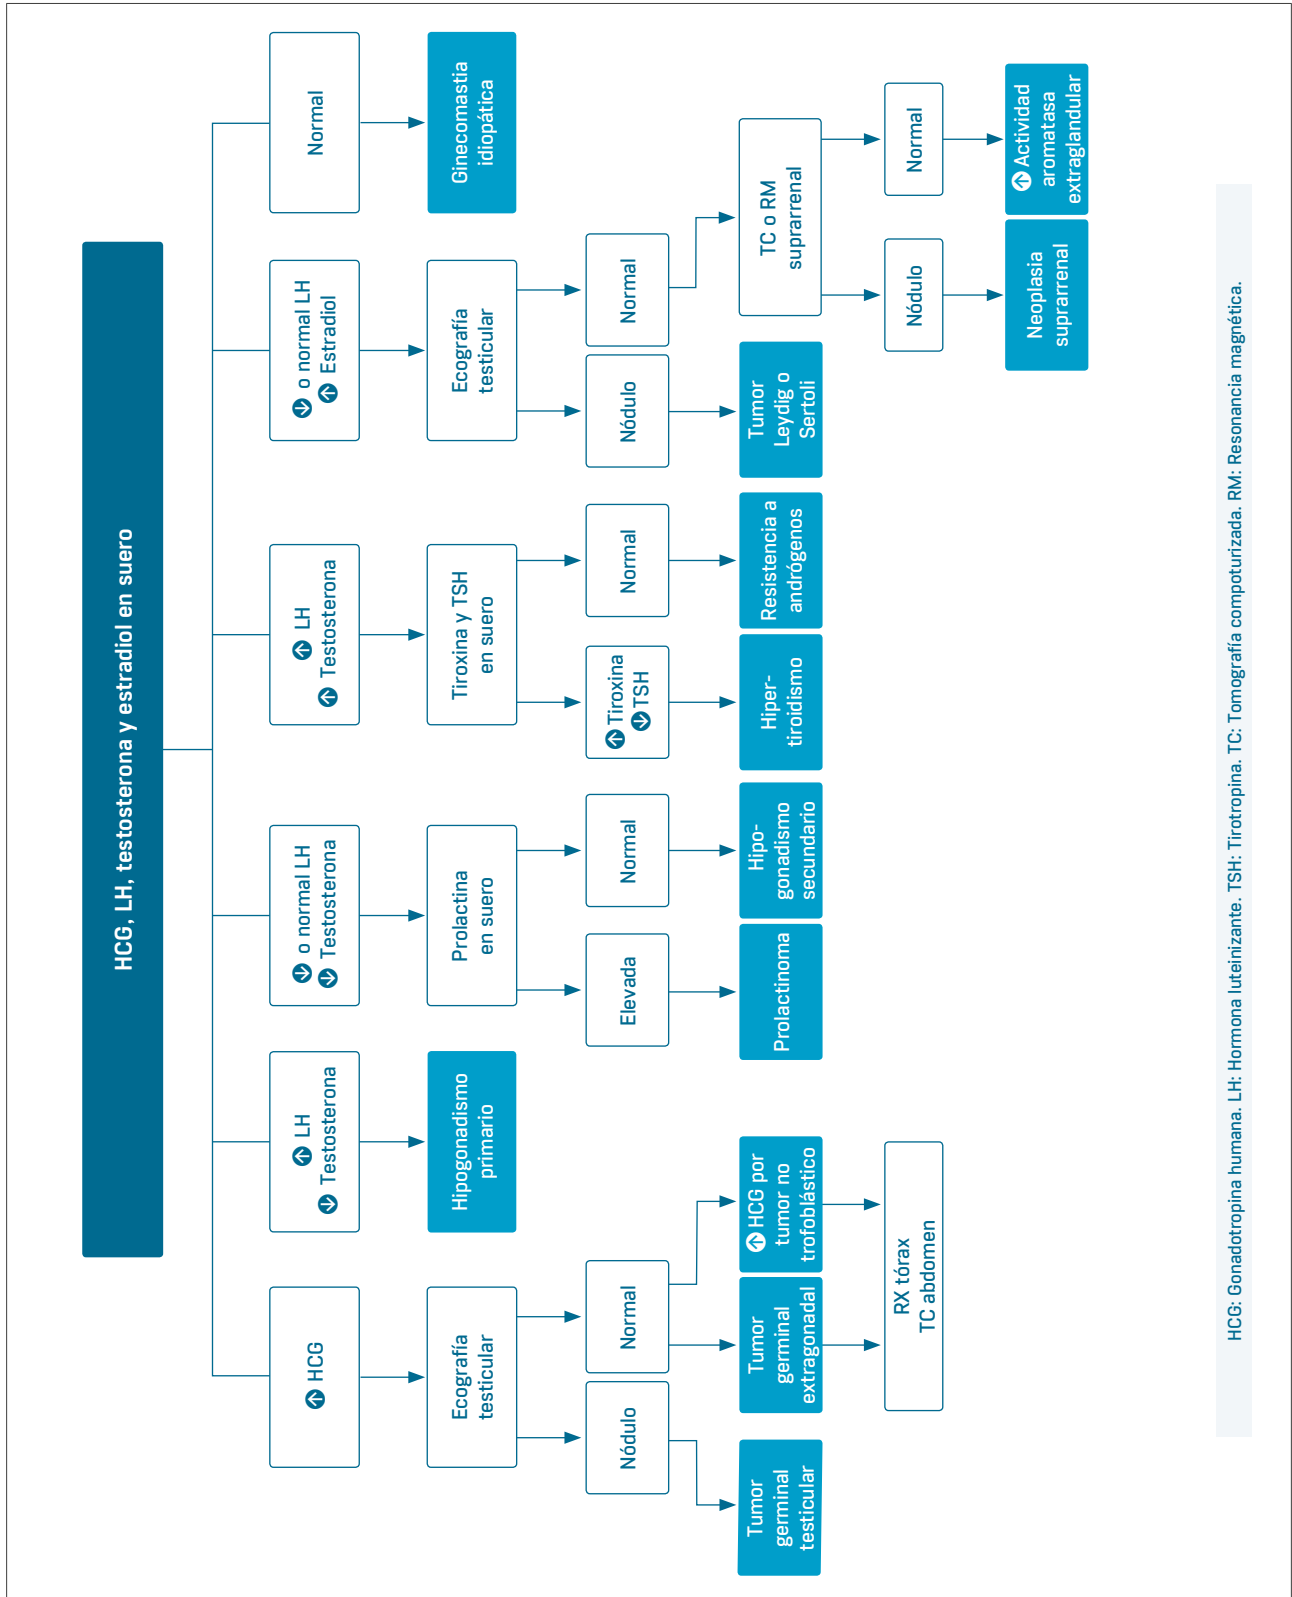 HCG, LH, testosterona y estradiol en suero
↑ HCG
↑ LH
↓ Testosterona
↓ o normal LH
↓ Testosterona
↑ LH
↑ Testosterona
↓ o normal LH
↑ Estradiol
Normal
Ecografía
testicular
Hipogonadismo
primario
Prolactina
en suero
Tiroxina y TSH
en suero
Ecografía
testicular
Ginecomastia
idiopática
Nódulo
Normal
Elevada
Normal
↑ Tiroxina
↓ TSH
Normal
Nódulo
Normal
Tumor
germinal
testicular
Tumor
germinal
extragonadal
↑ HCG por
tumor no
trofoblástico
Prolactinoma
Hipo-
gonadismo
secundario
Hiper-
tiroidismo
Resistencia a
andrógenos
Tumor
Leydig o
Sertoli
TC o RM
suprarrenal
RX tórax
TC abdomen
Nódulo
Normal
Neoplasia
suprarrenal
↑ Actividad
aromatasa
extraglandular
HCG: Gonadotropina humana. LH: Hormona luteinizante. TSH: Tirotropina. TC: Tomografía compoturizada. RM: Resonancia magnética.